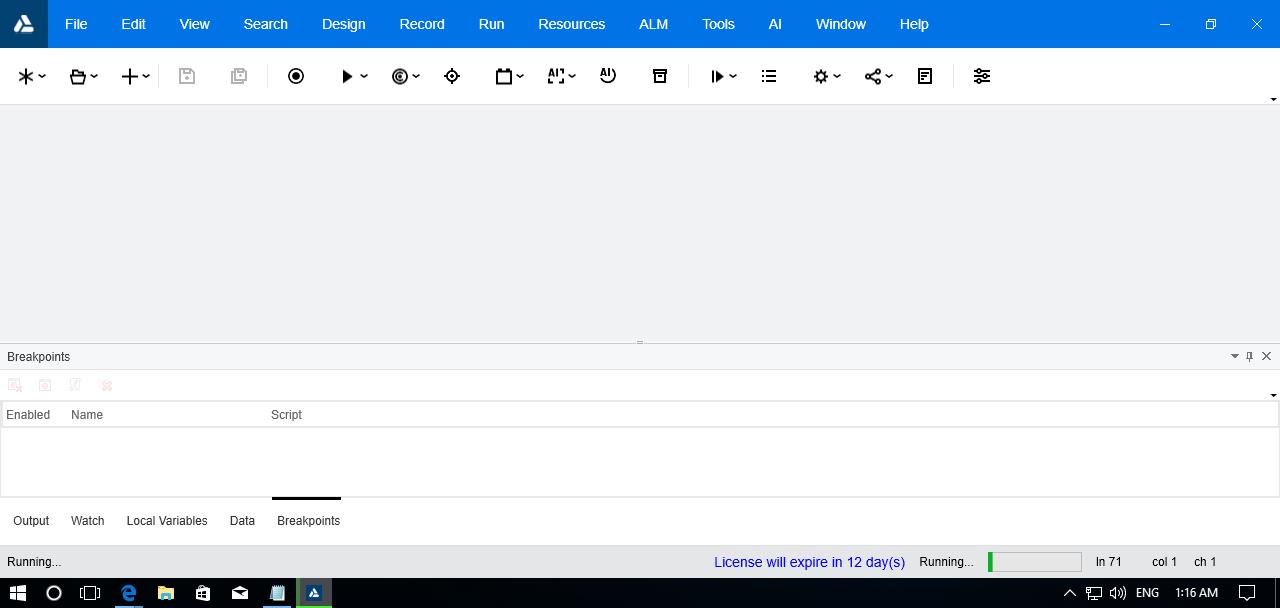 File Edit View Search Design Record Run Resources ALM Tools AI Window Help
AI AI
Breakpoints
Enabled Name Script
Output Watch Local Variables Data Breakpoints
Running... License will expire in 12 day(s) Running... ln 71 col 1 ch 1
ENG 1:16 AM